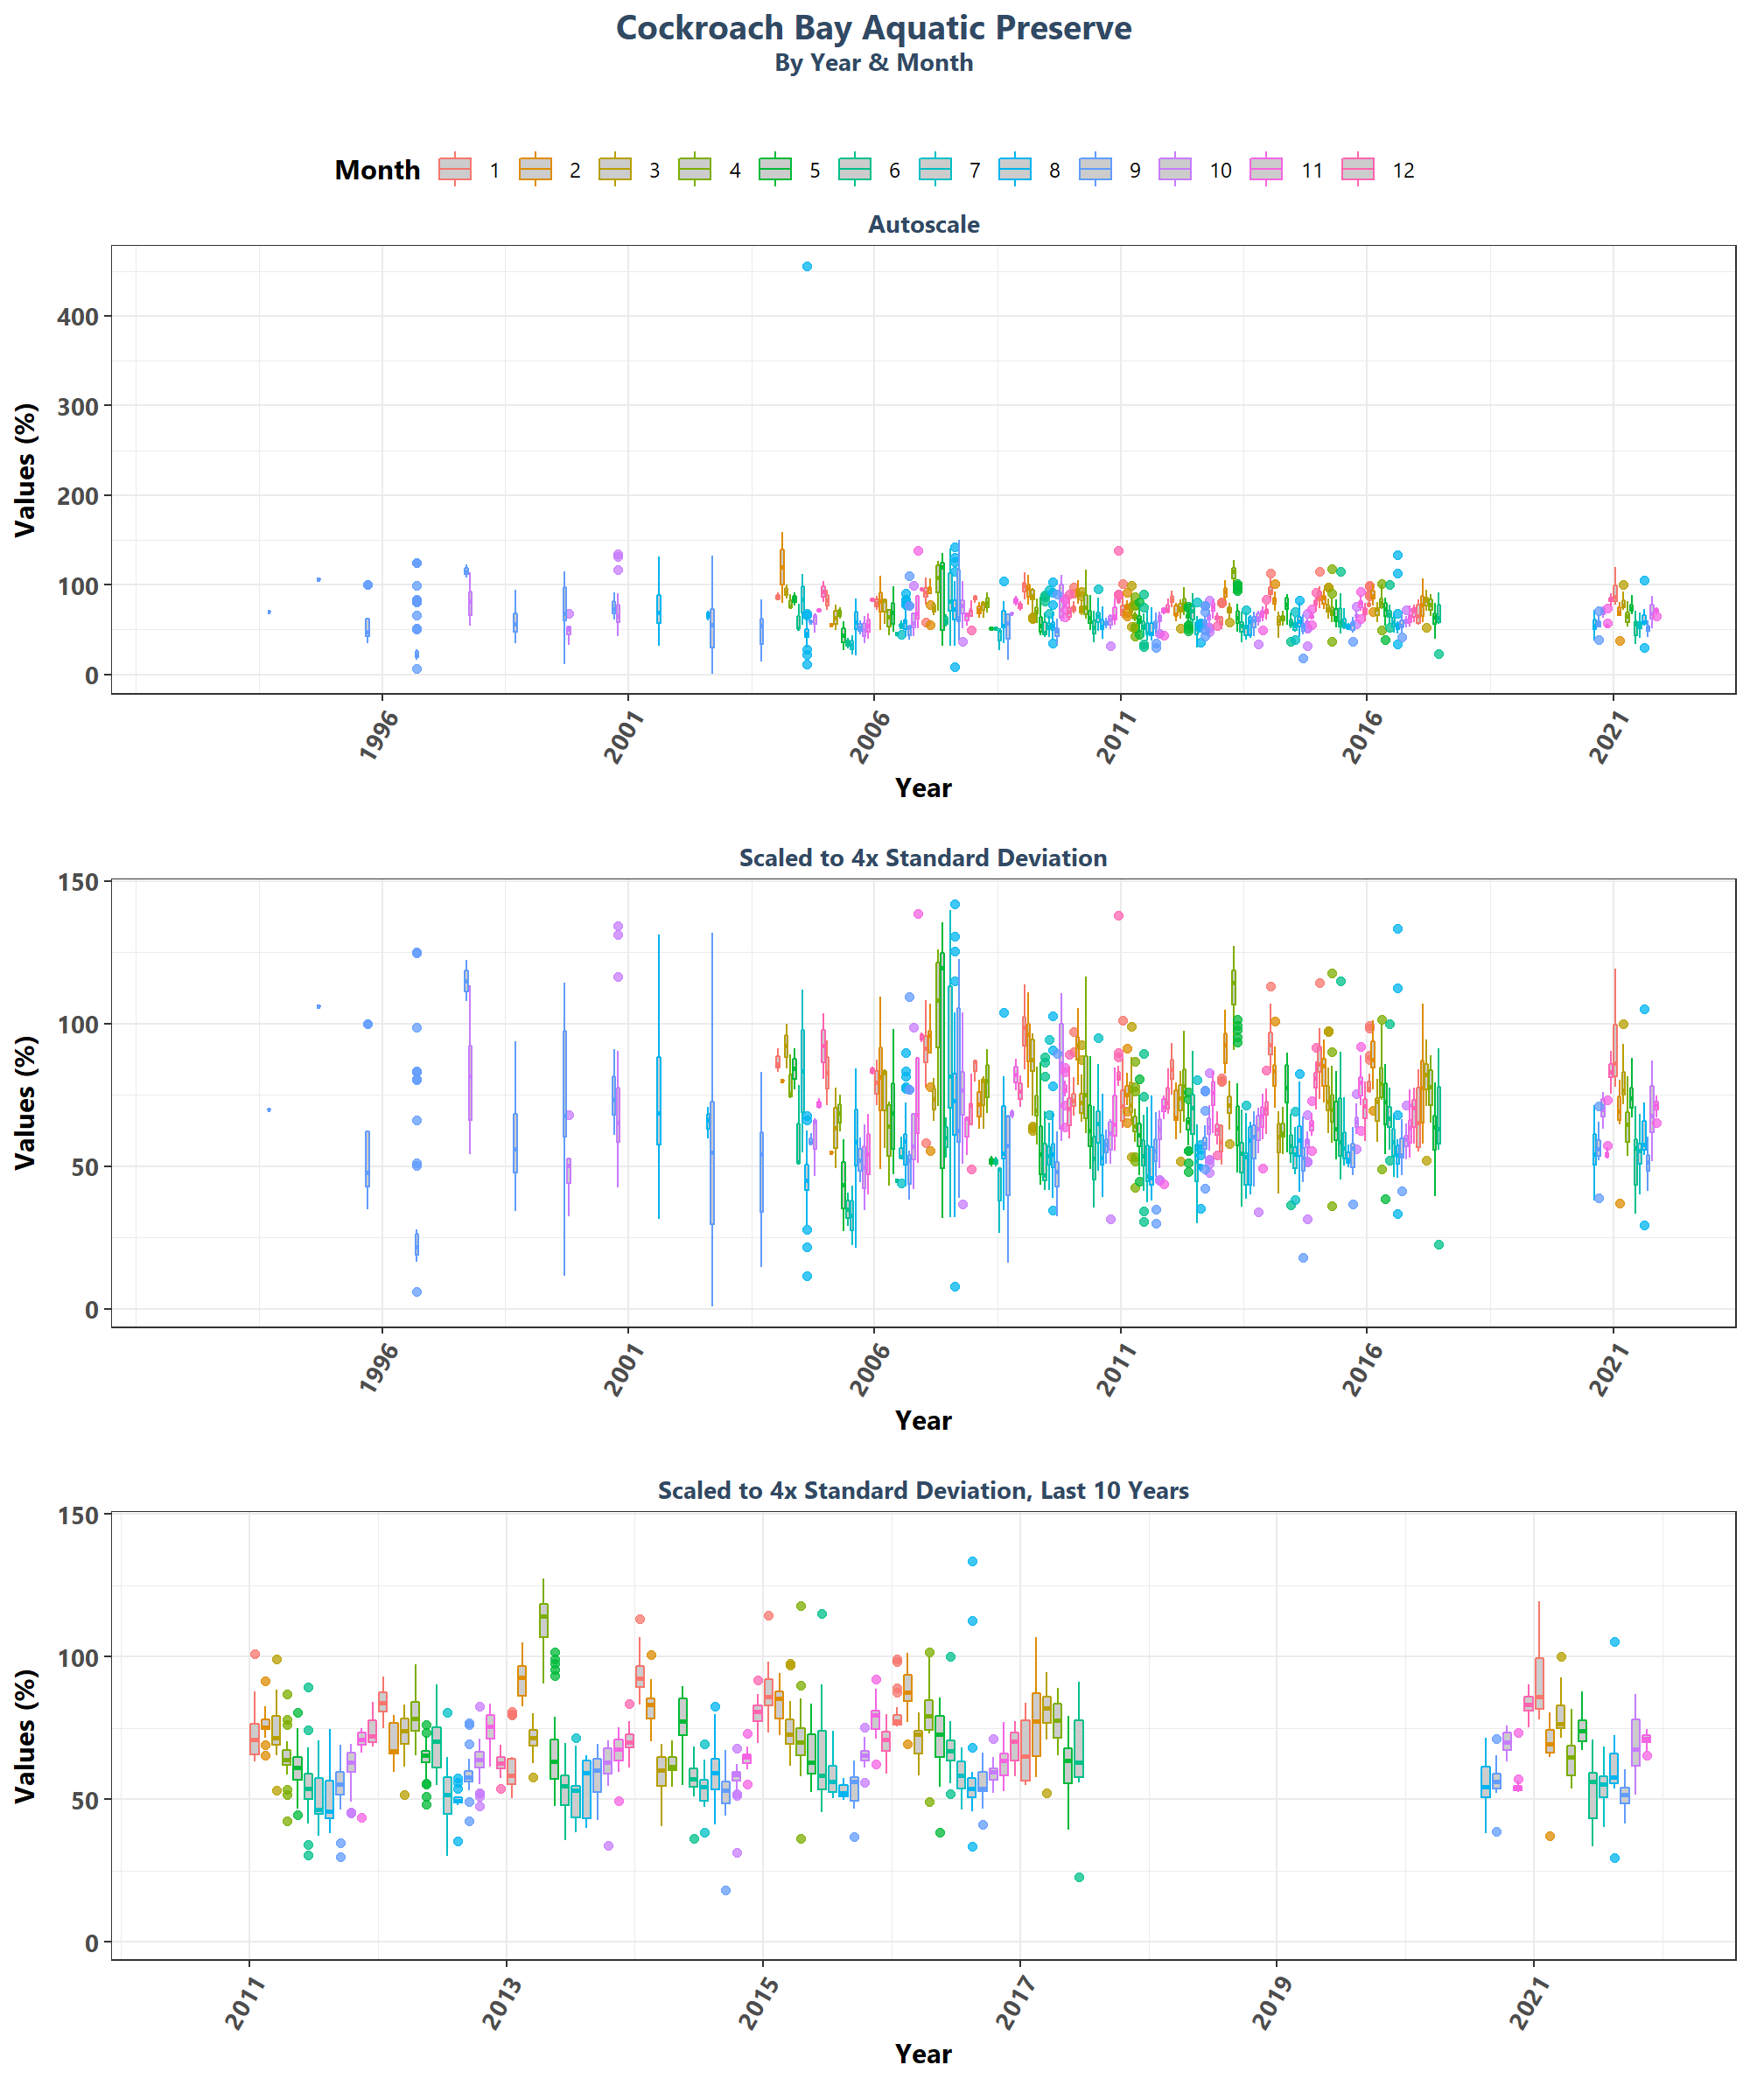 Cockroach Bay Aquatic Preserve
By Year & Month
Month 1 2 3 4 5 6 7 8 9 10 11 12
Autoscale
Values (%)
400
300
200
100
0
1996 2001 2006 2011 2016 2021
Year
Scaled to 4x Standard Deviation
Values (%)
150
100
50
0
1996 2001 2006 2011 2016 2021
Year
Scaled to 4x Standard Deviation, Last 10 Years
Values (%)
150
100
50
0
2011 2013 2015 2017 2019 2021
Year